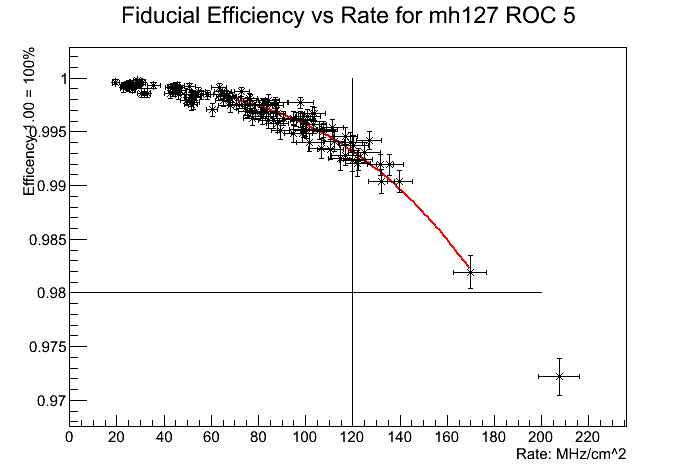 Fiducial Efficiency vs Rate for mh127 ROC 5
Efficency 1.00 = 100%
1
0.995
0.99
0.985
0.98
0.975
0.97
0 20 40 60 80 100 120 140 160 180 200 220
Rate: MHz/cm^2